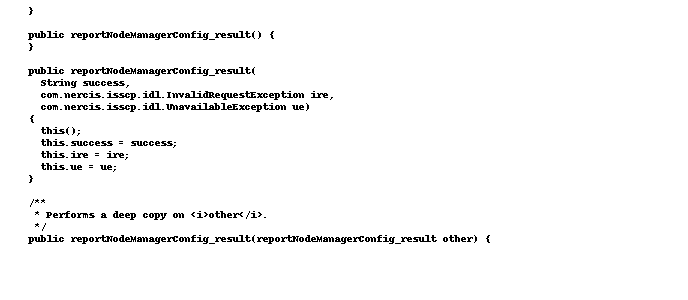 }
public reportNodeManagerConfig_result() {
}
public reportNodeManagerConfig_result(
String success,
com.nercis.isscp.idl.InvalidRequestException ire,
com.nercis.isscp.idl.UnavailableException ue)
{
this();
this.success = success;
this.ire = ire;
this.ue = ue;
}
/**
* Performs a deep copy on <i>other</i>.
*/
public reportNodeManagerConfig_result(reportNodeManagerConfig_result other) {